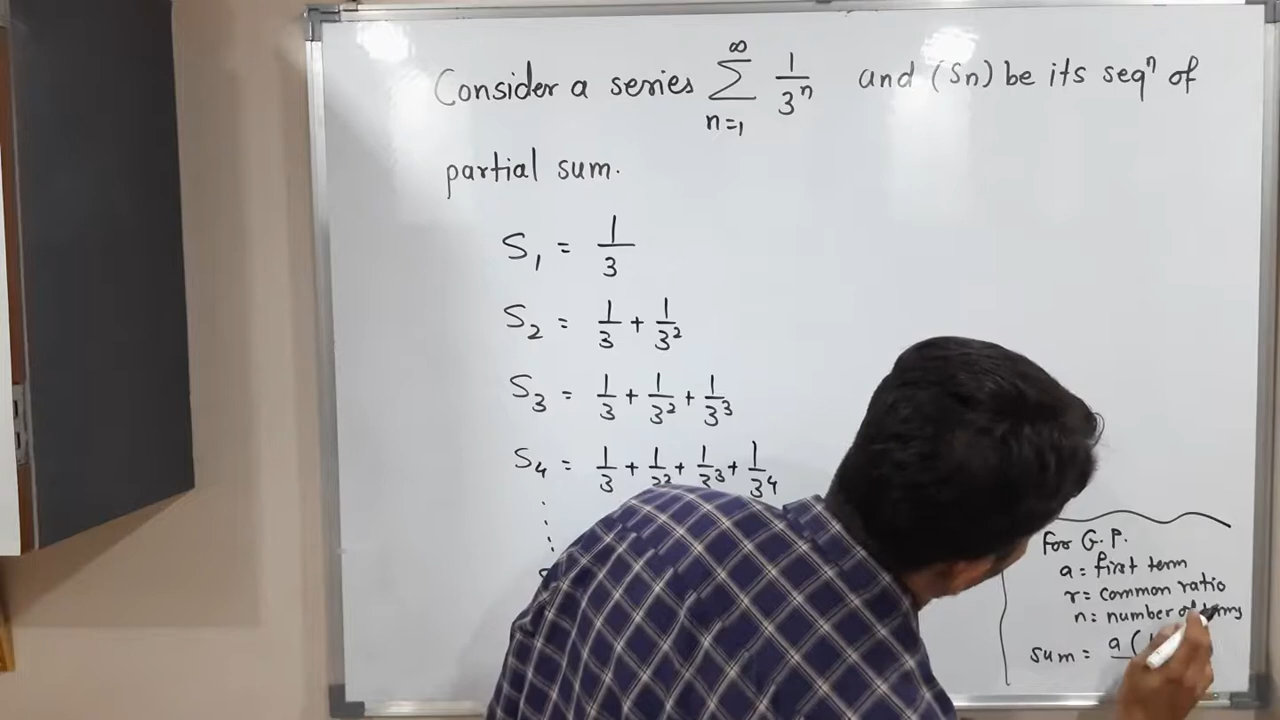 Consider a series ∞ Σ n=1 1/3ⁿ and (Sn) be its seqⁿ of
partial sum.
S₁ = 1/3
S₂ = 1/3 + 1/3²
S₃ = 1/3 + 1/3² + 1/3³
S₄ = 1/3 + 1/3² + 1/3³ + 1/3⁴
For G.P.
a = first term
r = common ratio
n = number of terms
sum = a (